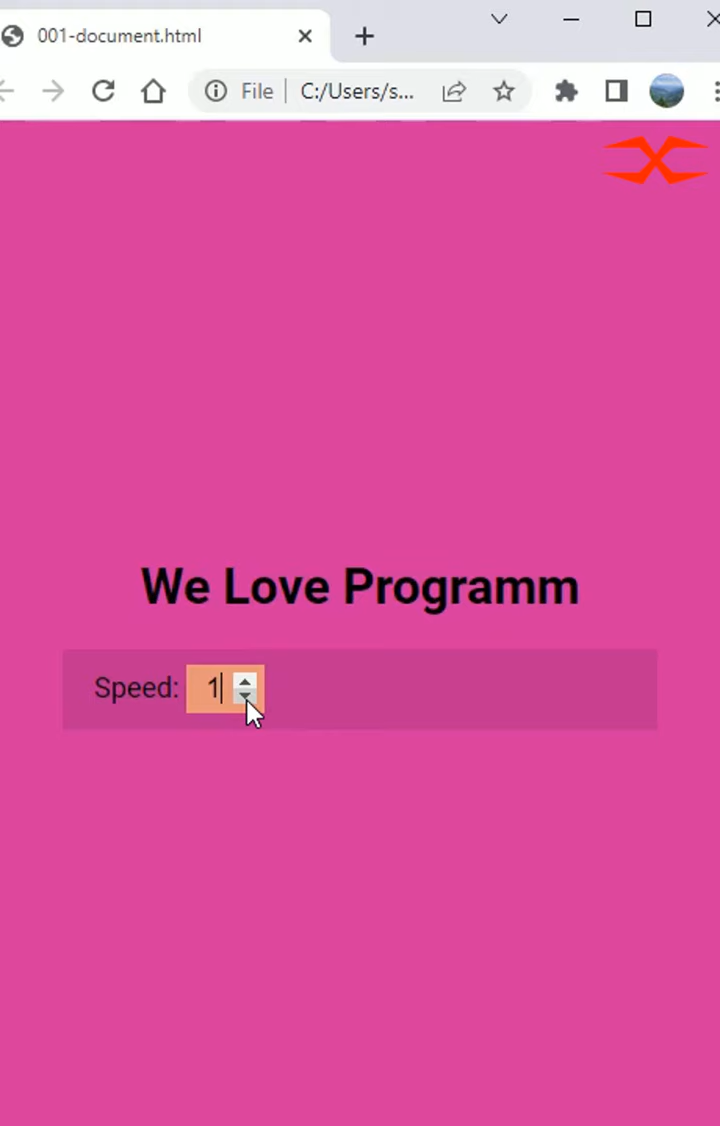 001-document.html
File C:/Users/s...
We Love Programm
Speed: 1